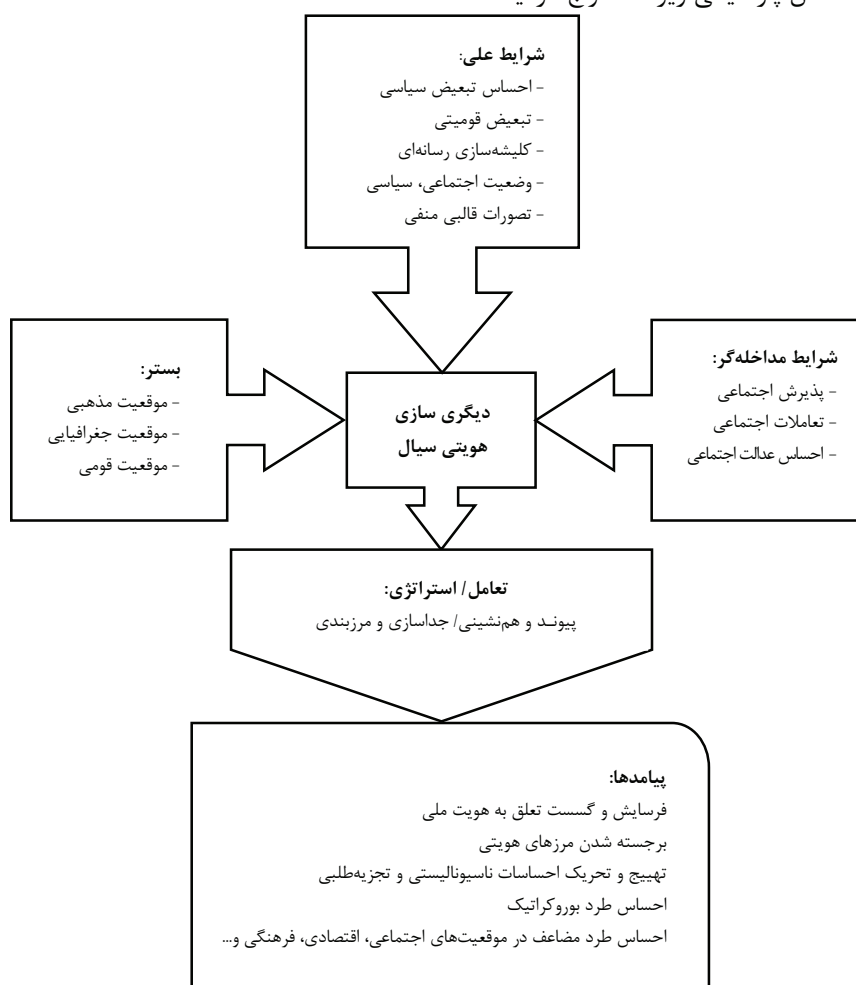 شرایط علی:
- احساس تبعیض سیاسی
- تبعیض قومیتی
- کلیشه‌سازی رسانه‌ای
- وضعیت اجتماعی، سیاسی
- تصورات قالبی منفی
شرایط مداخله‌گر:
- پذیرش اجتماعی
- تعاملات اجتماعی
- احساس عدالت اجتماعی
دیگری سازی
هویتی سیال
بستر:
- موقعیت مذهبی
- موقعیت جغرافیایی
- موقعیت قومی
تعامل/ استراتژی:
پیوند و هم‌نشینی/ جداسازی و مرزبندی
پیامدها:
فرسایش و گسست تعلق به هویت ملی
برجسته شدن مرزهای هویتی
تهییج و تحریک احساسات ناسیونالیستی و تجزیه‌طلبی
احساس طرد بوروکراتیک
احساس طرد مضاعف در موقعیت‌های اجتماعی، اقتصادی، فرهنگی و...